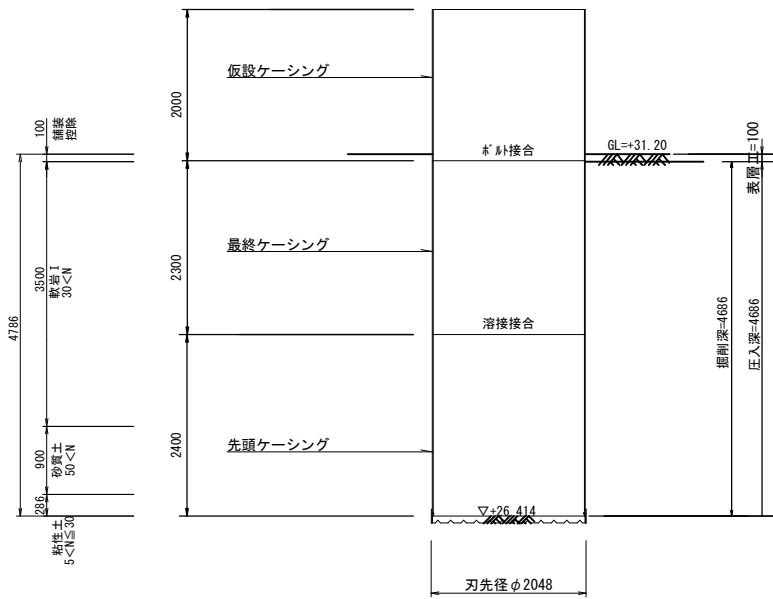 仮設ケーシング
2000
100
舗装
控除
ボルト接合
GL=+31.20
表層工=100
3500
軟岩Ⅰ
30<N
4786
最終ケーシング
2300
溶接接合
掘削深=4686
圧入深=4686
先頭ケーシング
2400
900
砂質土
50<N
286
粘性土
5<N≦30
▽+26.414
刃先径φ2048